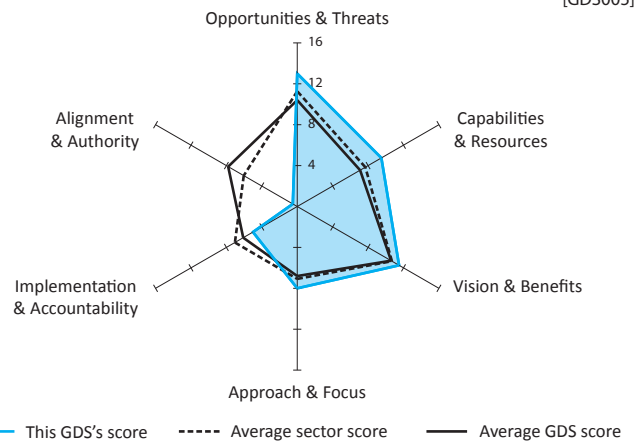 [GDS005]
Opportunities & Threats
16
12
8
4
Alignment
& Authority
Capabilities
& Resources
Implementation
& Accountability
Vision & Benefits
Approach & Focus
This GDS's score
Average sector score
Average GDS score